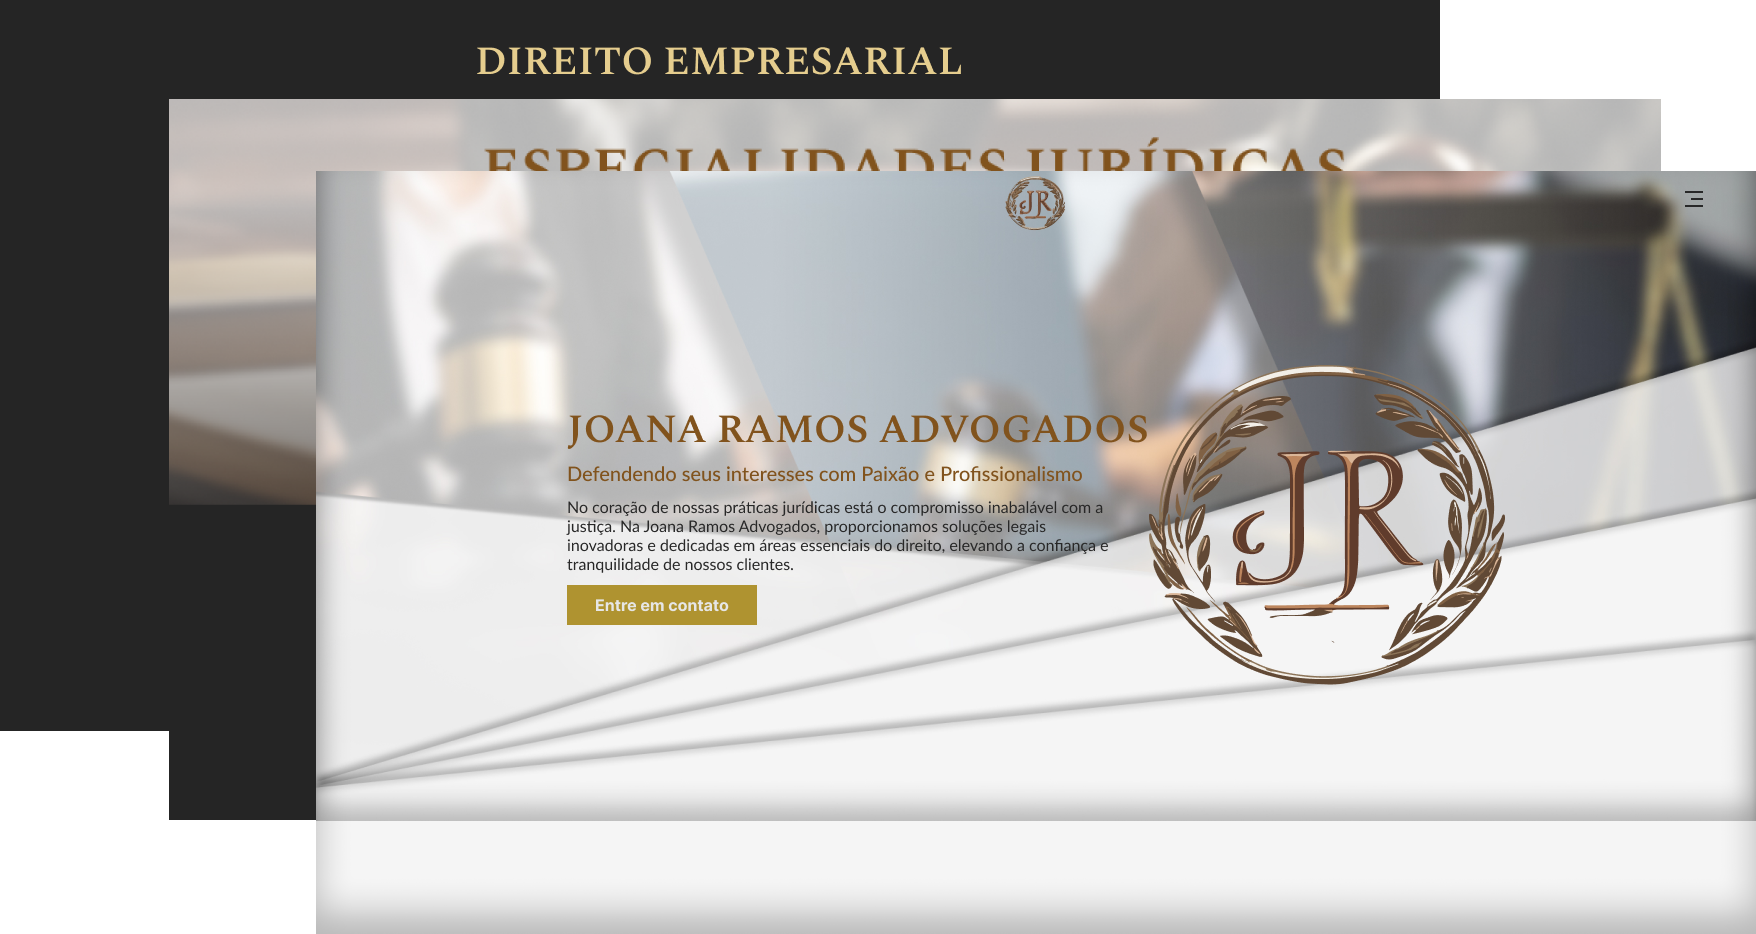 DIREITO EMPRESARIAL
ESPECIALIDADES JURÍDICAS
JR
JOANA RAMOS ADVOGADOS
Defendendo seus interesses com Paixão e Profissionalismo
No coração de nossas práticas jurídicas está o compromisso inabalável com a
justiça. Na Joana Ramos Advogados, proporcionamos soluções legais
inovadoras e dedicadas em áreas essenciais do direito, elevando a confiança e
tranquilidade de nossos clientes.
Entre em contato
JR